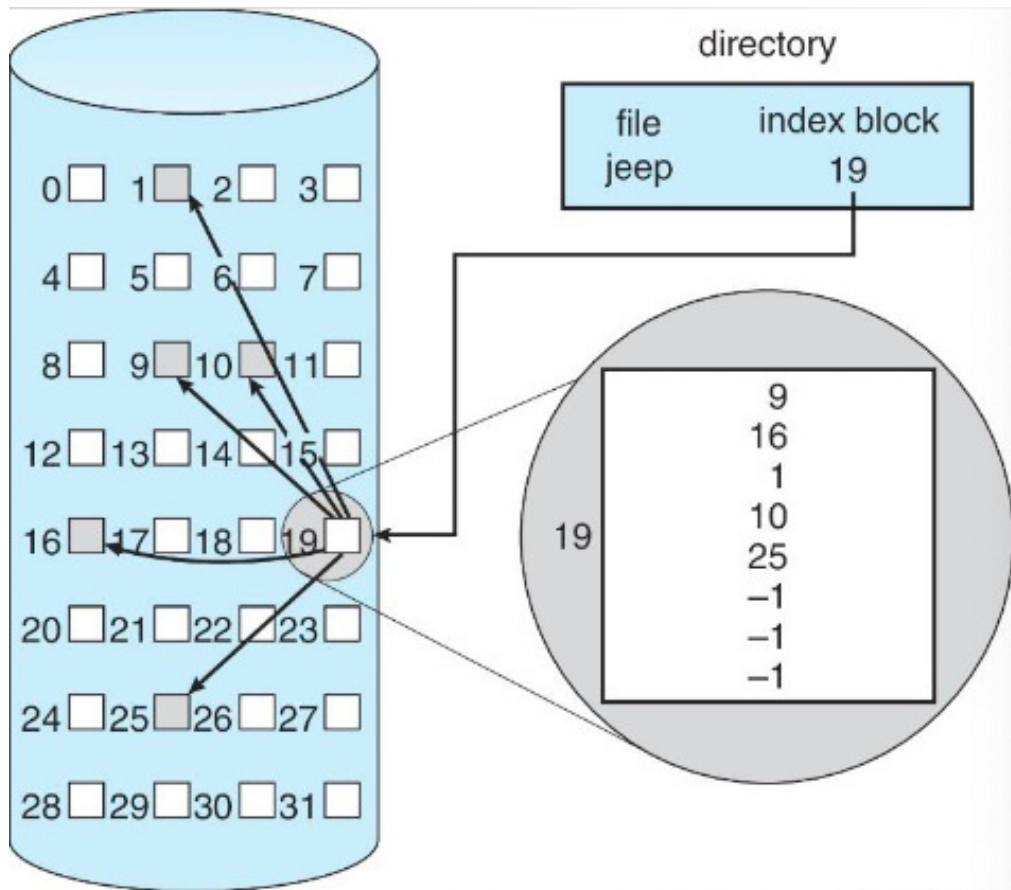 directory
file index block
jeep 19
0 1 2 3
4 5 6 7
8 9 10 11
12 13 14 15
16 17 18 19
20 21 22 23
24 25 26 27
28 29 30 31
19
9
16
1
10
25
–1
–1
–1